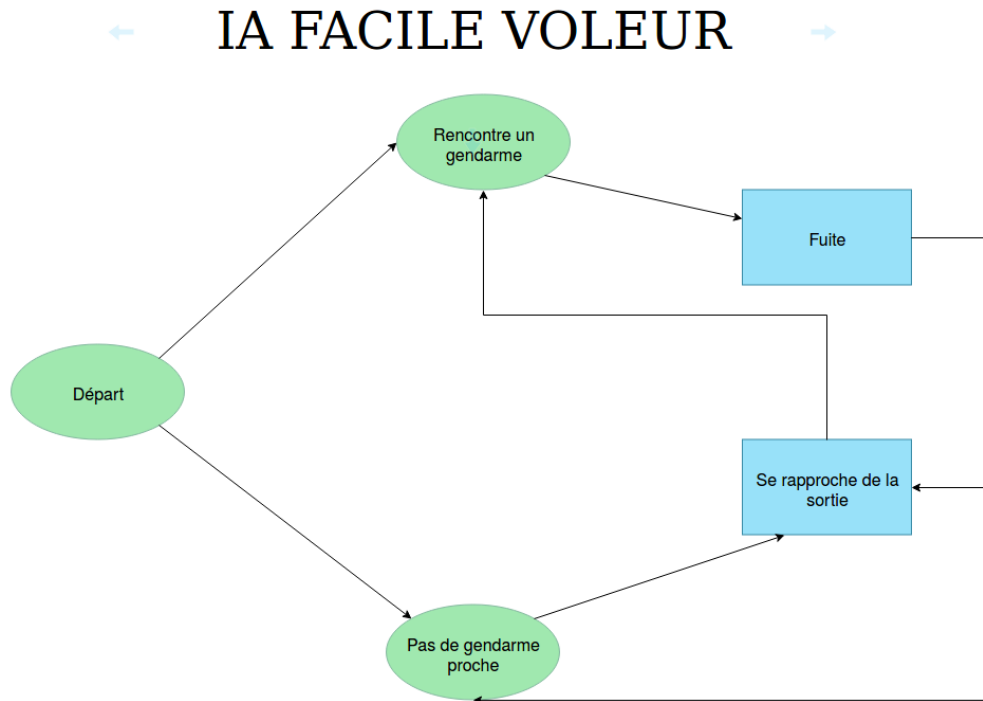 IA FACILE VOLEUR
Rencontre un
gendarme
Fuite
Départ
Se rapproche de la
sortie
Pas de gendarme
proche